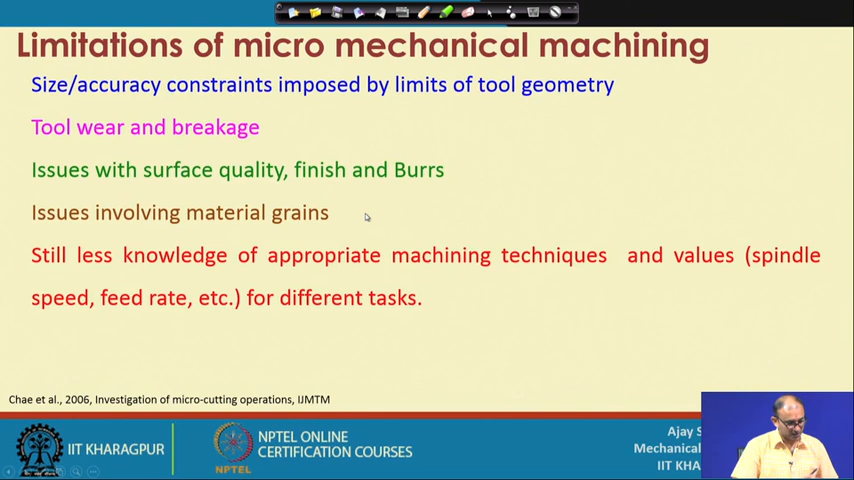 Limitations of micro mechanical machining
Size/accuracy constraints imposed by limits of tool geometry
Tool wear and breakage
Issues with surface quality, finish and Burrs
Issues involving material grains
Still less knowledge of appropriate machining techniques and values (spindle
speed, feed rate, etc.) for different tasks.
Chae et al., 2006, Investigation of micro-cutting operations, IJMTM
IIT KHARAGPUR
NPTEL
NPTEL ONLINE
CERTIFICATION COURSES
Ajay S
Mechanical
IIT KHA